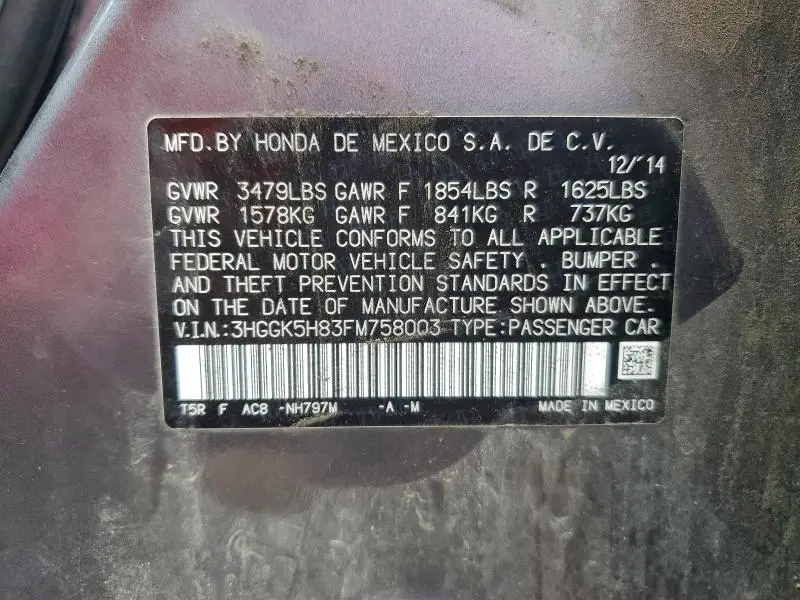 MFD.BY HONDA DE MEXICO S.A. DE C.V.
12/'14
GVWR 3479LBS GAWR F 1854LBS R 1625LBS
GVWR 1578KG GAWR F 841KG R 737KG
THIS VEHICLE CONFORMS TO ALL APPLICABLE
FEDERAL MOTOR VEHICLE SAFETY . BUMPER .
AND THEFT PREVENTION STANDARDS IN EFFECT
ON THE DATE OF MANUFACTURE SHOWN ABOVE.
V.I.N.:3HGGK5H83FM758003 TYPE:PASSENGER CAR
T5R F AC8 -NH797M -A -M MADE IN MEXICO